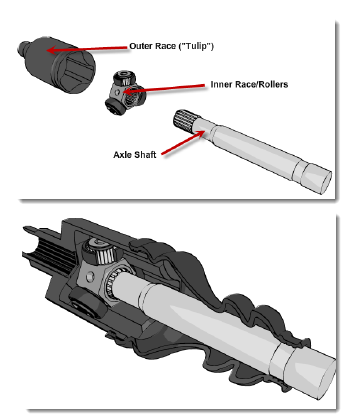 Outer Race ("Tulip")
Inner Race/Rollers
Axle Shaft